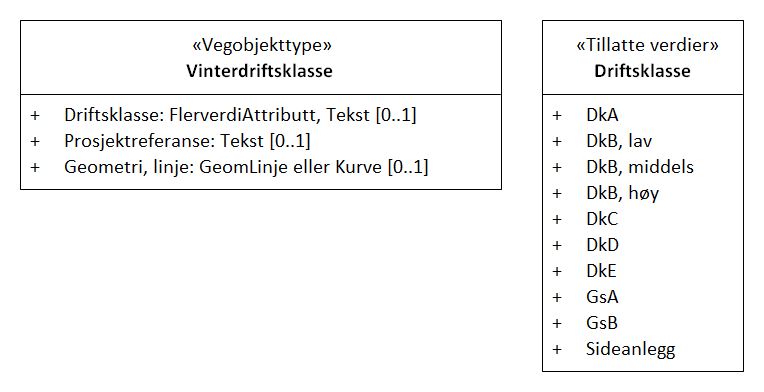 «Vegobjekttype»
Vinterdriftsklasse
+ Driftsklasse: FlerverdiAttributt, Tekst [0..1]
+ Prosjektreferanse: Tekst [0..1]
+ Geometri, linje: GeomLinje eller Kurve [0..1]
«Tillatte verdier»
Driftsklasse
+ DkA
+ DkB, lav
+ DkB, middels
+ DkB, høy
+ DkC
+ DkD
+ DkE
+ GsA
+ GsB
+ Sideanlegg